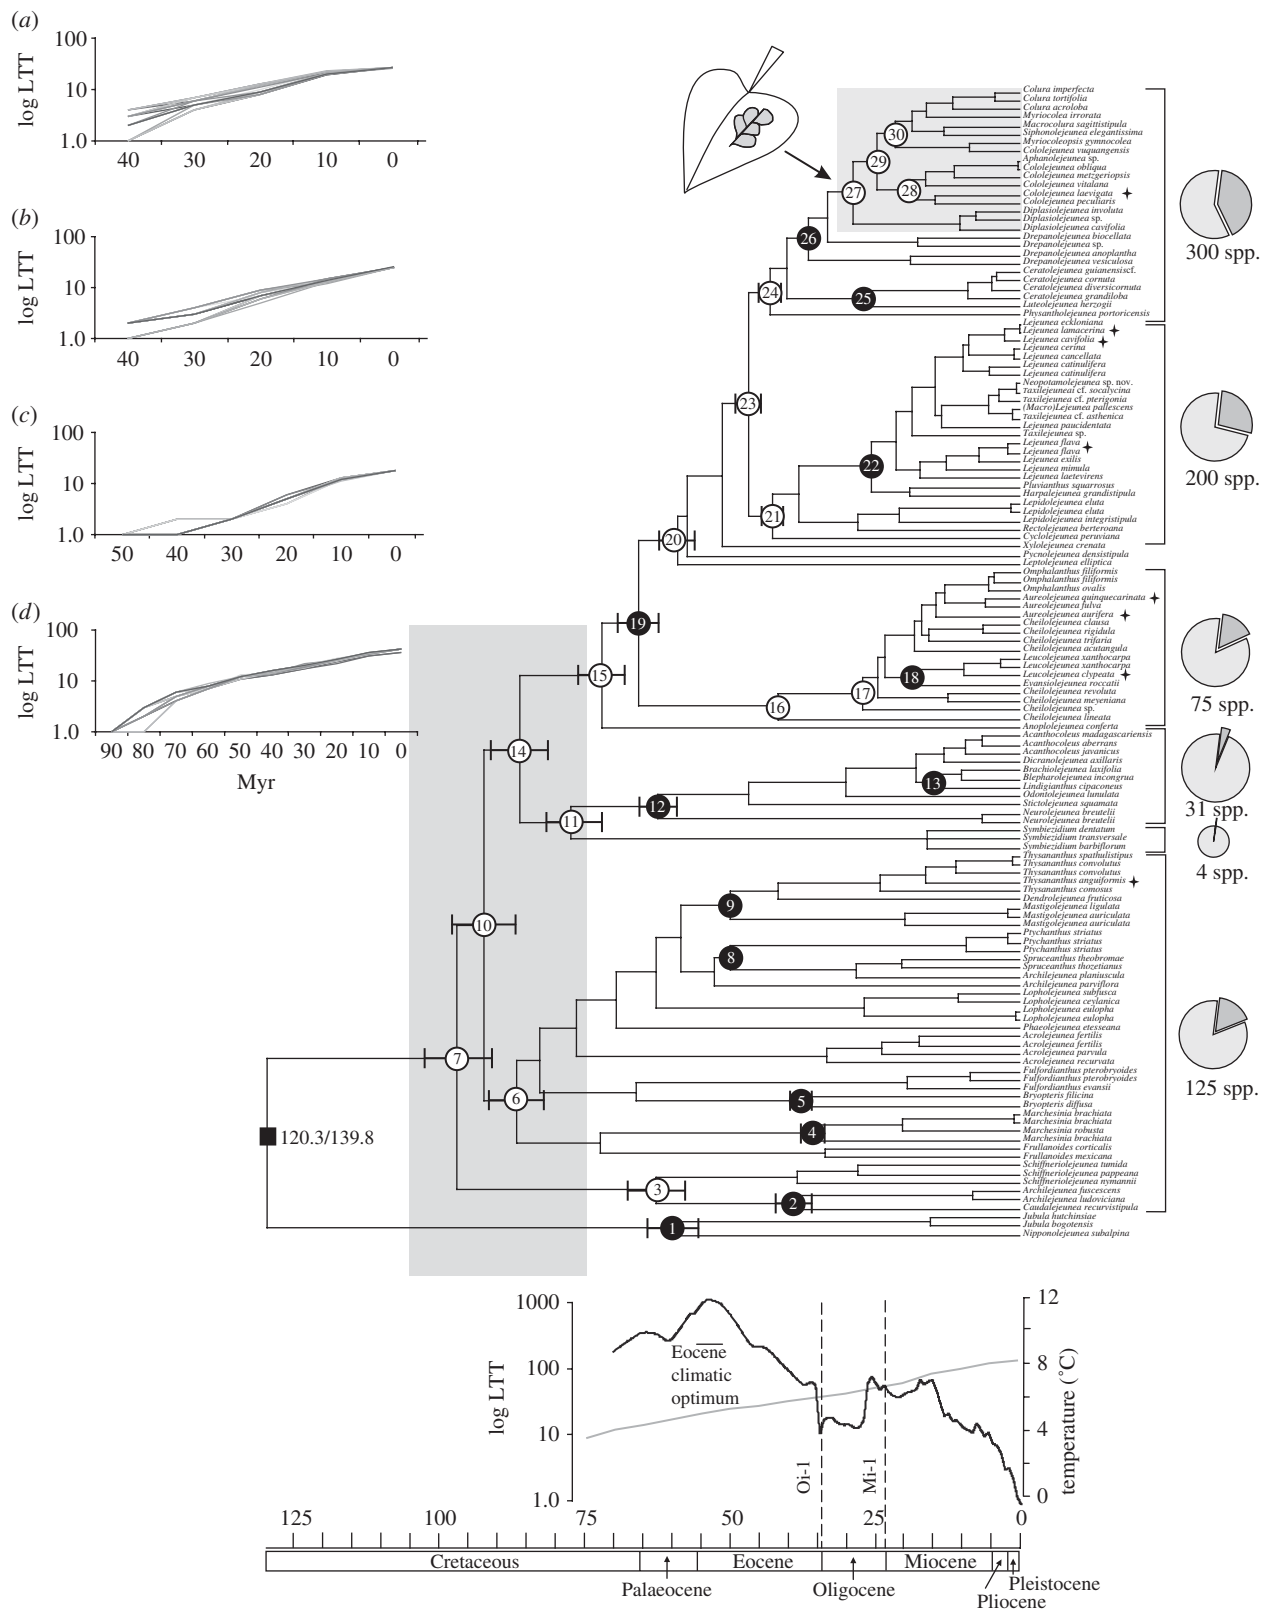 (a)
100
10
1.0
log LTT
40 30 20 10 0
(b)
100
10
1.0
log LTT
40 30 20 10 0
(c)
100
10
1.0
log LTT
50 40 30 20 10 0
(d)
100
10
1.0
log LTT
90 80 70 60 50 40 30 20 10 0
Myr
Colura imperfecta
Colura tortifolia
Colura acroloba
Myriocolea irrorata
Macrocolura sagittistipula
Siphonolejeunea elegantissima
Myriocoleopsis gymnocolea
Cololejeunea vuquangensis
Aphanolejeunea sp.
Cololejeunea obliqua
Cololejeunea metzgeriopsis
Cololejeunea vitalana
Cololejeunea laevigata
Cololejeunea peculiaris
Diplasiolejeunea involuta
Diplasiolejeunea sp.
Diplasiolejeunea cavifolia
Drepanolejeunea biocellata
Drepanolejeunea sp.
Drepanolejeunea anoplantha
Drepanolejeunea vesiculosa
Ceratolejeunea guianensiscf.
Ceratolejeunea cornuta
Ceratolejeunea diversicornuta
Ceratolejeunea grandiloba
Luteolejeunea herzogii
Physantholejeunea portoricensis
Lejeunea eckloniana
Lejeunea lamacerina
Lejeunea cavifolia
Lejeunea cerina
Lejeunea cancellata
Lejeunea catinulifera
Lejeunea catinulifera
Neopotamolejeunea sp. nov.
Taxilejeuneai cf. socalycina
Taxilejeuneai cf. pterigonia
(Macro)Lejeunea pallescens
Taxilejeunea cf. asthenica
Lejeunea paucidentata
Taxilejeunea sp.
Lejeunea flava
Lejeunea flava
Lejeunea exilis
Lejeunea mimula
Lejeunea laetevirens
Pluvianthus squarrosus
Harpalejeunea grandistipula
Lepidolejeunea eluta
Lepidolejeunea eluta
Lepidolejeunea integristipula
Rectolejeunea berteroana
Cyclolejeunea peruviana
Xylolejeunea crenata
Pycnolejeunea densistipula
Leptolejeunea elliptica
Omphalanthus filiformis
Omphalanthus filiformis
Omphalanthus ovalis
Aureolejeunea quinquecarinata
Aureolejeunea fulva
Aureolejeunea aurifera
Cheilolejeunea clausa
Cheilolejeunea rigidula
Cheilolejeunea trifaria
Cheilolejeunea acutangula
Leucolejeunea xanthocarpa
Leucolejeunea xanthocarpa
Leucolejeunea clypeata
Evansiolejeunea roccatii
Cheilolejeunea revoluta
Cheilolejeunea meyeniana
Cheilolejeunea sp.
Cheilolejeunea lineata
Anoplolejeunea conferta
Acanthocoleus madagascariensis
Acanthocoleus aberrans
Acanthocoleus javanicus
Dicranolejeunea axillaris
Brachiolejeunea laxifolia
Blepharolejeunea incongrua
Lindigianthus cipaconeus
Odontolejeunea lunulata
Stictolejeunea squamata
Neurolejeunea breutelii
Neurolejeunea breutelii
Symbiezidium dentatum
Symbiezidium transversale
Symbiezidium barbiflorum
Thysananthus spathulistipus
Thysananthus convolutus
Thysananthus convolutus
Thysananthus anguiformis
Thysananthus comosus
Dendrolejeunea fruticosa
Mastigolejeunea ligulata
Mastigolejeunea auriculata
Mastigolejeunea auriculata
Ptychanthus striatus
Ptychanthus striatus
Ptychanthus striatus
Spruceanthus theobromae
Spruceanthus thozetianus
Archilejeunea planiuscula
Archilejeunea parviflora
Lopholejeunea subfusca
Lopholejeunea ceylanica
Lopholejeunea eulopha
Lopholejeunea eulopha
Phaeolejeunea etesseana
Acrolejeunea fertilis
Acrolejeunea fertilis
Acrolejeunea parvula
Acrolejeunea recurvata
Fulfordianthus pterobryoides
Fulfordianthus pterobryoides
Fulfordianthus evansii
Bryopteris filicina
Bryopteris diffusa
Marchesinia brachiata
Marchesinia brachiata
Marchesinia robusta
Marchesinia brachiata
Frullanoides corticalis
Frullanoides mexicana
Schiffneriolejeunea tumida
Schiffneriolejeunea pappeana
Schiffneriolejeunea nymannii
Archilejeunea fuscescens
Archilejeunea ludoviciana
Caudalejeunea recurvistipula
Jubula hutchinsiae
Jubula bogotensis
Nipponolejeunea subalpina
30
29
27
28
26
24
25
23
22
21
20
19
15
18
17
16
14
13
12
11
10
9
8
7
6
5
4
3
2
1
120.3/139.8
300 spp.
200 spp.
75 spp.
31 spp.
4 spp.
125 spp.
1000
100
10
1.0
log LTT
Eocene
climatic
optimum
Oi-1
Mi-1
12
8
4
0
temperature (°C)
125 100 75 50 25 0
Cretaceous Eocene Miocene
Palaeocene Oligocene Pleistocene
Pliocene